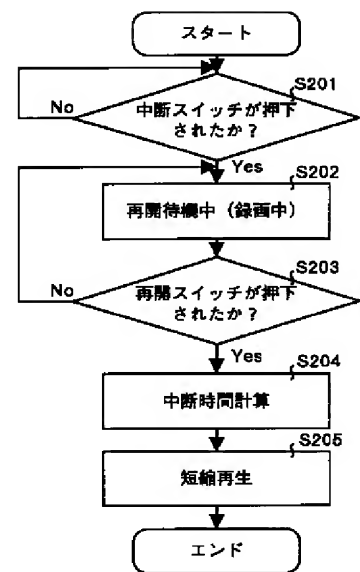 スタート
S201
中断スイッチが押下
されたか？
No
Yes
S202
再開待機中（録画中）
S203
再開スイッチが押下
されたか？
No
Yes
S204
中断時間計算
S205
短縮再生
エンド